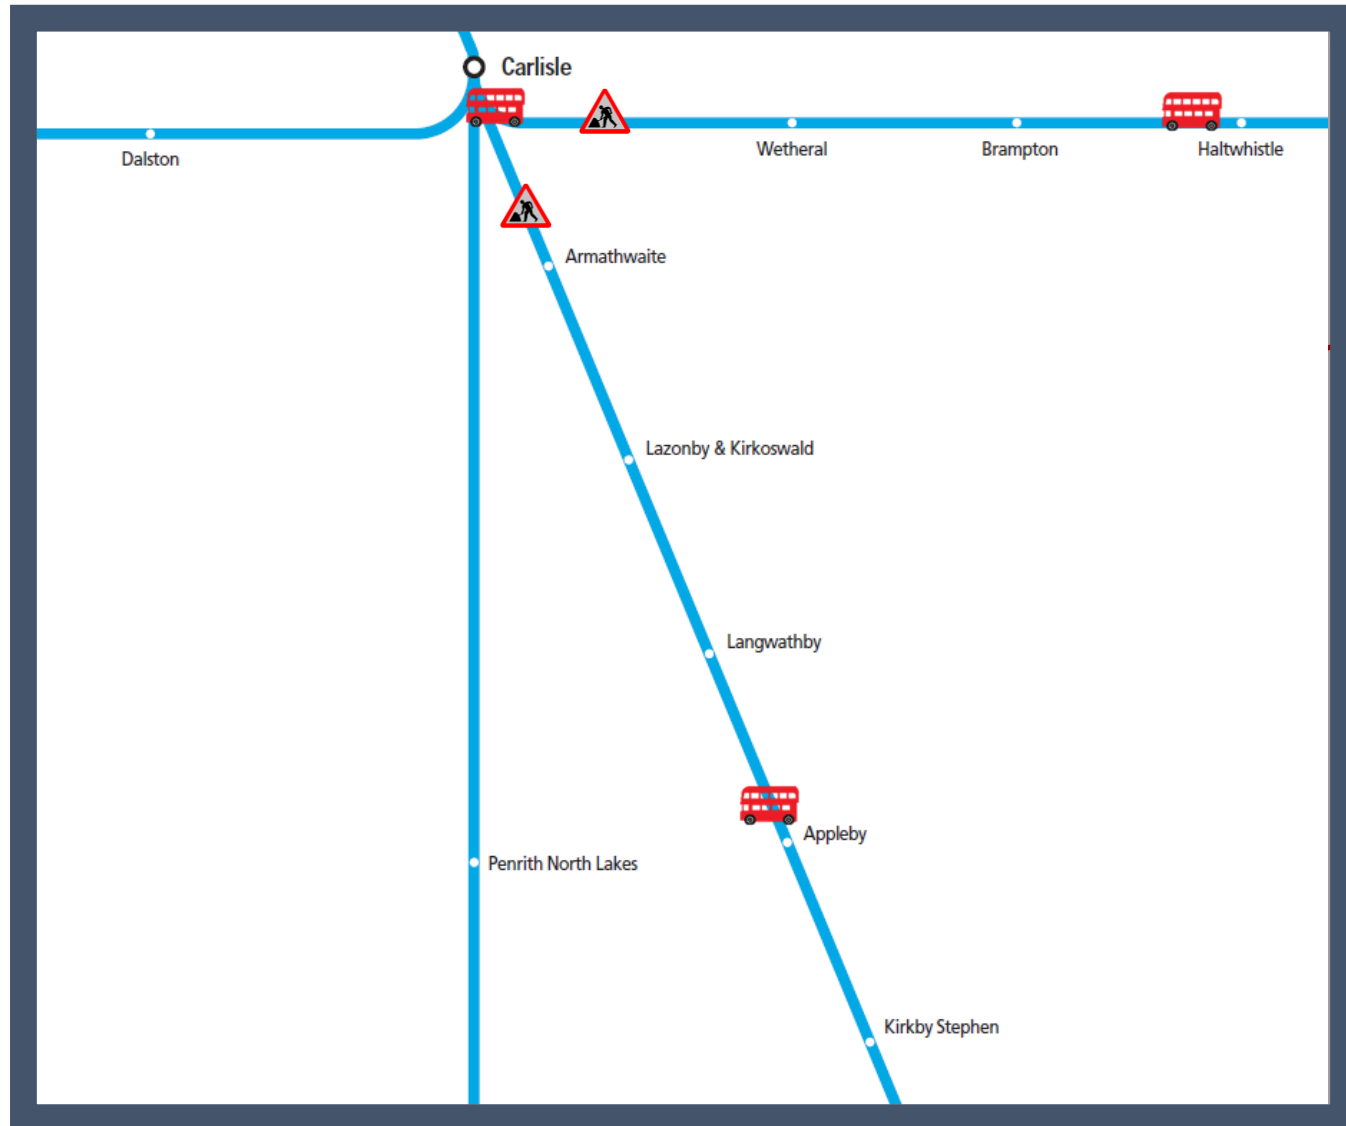 Carlisle
Dalston
Wetheral
Brampton
Haltwhistle
Armathwaite
Lazonby & Kirkoswald
Langwathby
Appleby
Penrith North Lakes
Kirkby Stephen